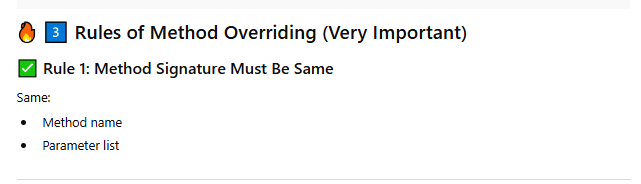 🔥 3️⃣ Rules of Method Overriding (Very Important)
✅ Rule 1: Method Signature Must Be Same
Same:
• Method name
• Parameter list